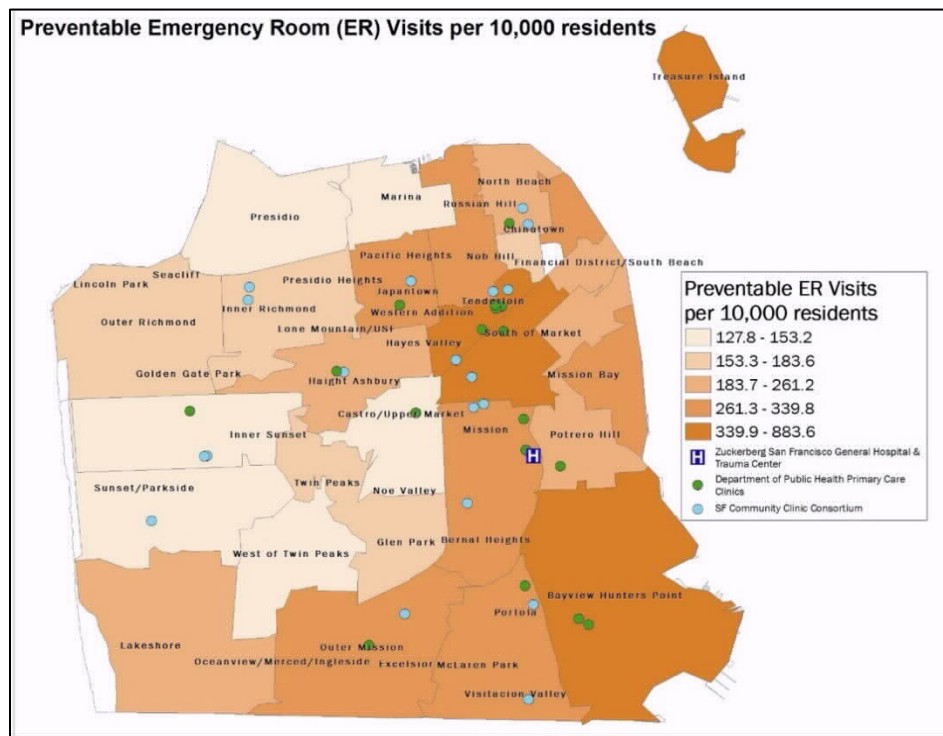 Preventable Emergency Room (ER) Visits per 10,000 residents
Treasure Island
North Beach
Marina
Russian Hill
Presidio
Chinatown
Pacific Heights
Nob Hill
Financial District/South Beach
Seacliff
Presidio Heights
Lincoln Park
Japantown
Inner Richmond
Tenderloin
Outer Richmond
Western Addition
Lone Mountain/USF
South of Market
Hayes Valley
Golden Gate Park
Haight Ashbury
Mission Bay
Castro/Upper Market
Inner Sunset
Mission
Potrero Hill
Twin Peaks
Sunset/Parkside
Noe Valley
Glen Park
Bernal Heights
West of Twin Peaks
Bayview Hunters Point
Portola
Lakeshore
Outer Mission
Oceanview/Merced/Ingleside
Excelsior
McLaren Park
Visitacion Valley
Preventable ER Visits
per 10,000 residents
127.8 - 153.2
153.3 - 183.6
183.7 - 261.2
261.3 - 339.8
339.9 - 883.6
H
Zuckerberg San Francisco General Hospital &
Trauma Center
Department of Public Health Primary Care
Clinics
SF Community Clinic Consortium
H